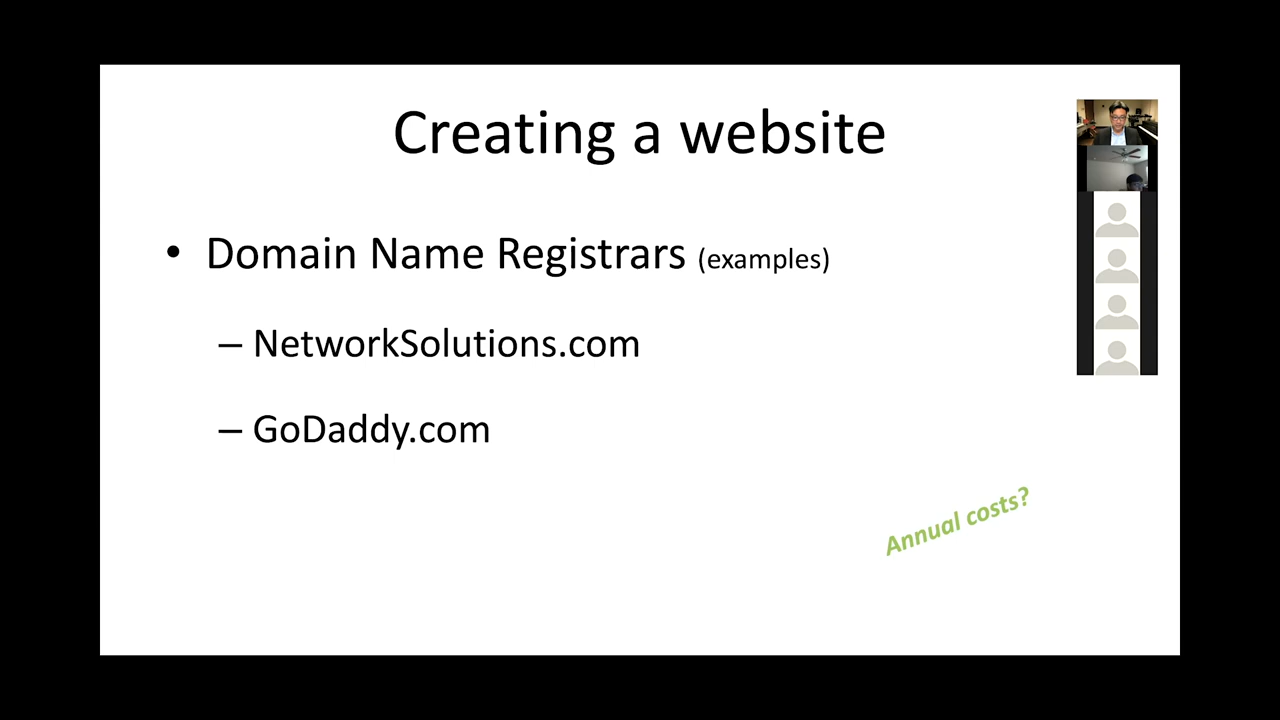 Creating a website
• Domain Name Registrars (examples)
– NetworkSolutions.com
– GoDaddy.com
Annual costs?